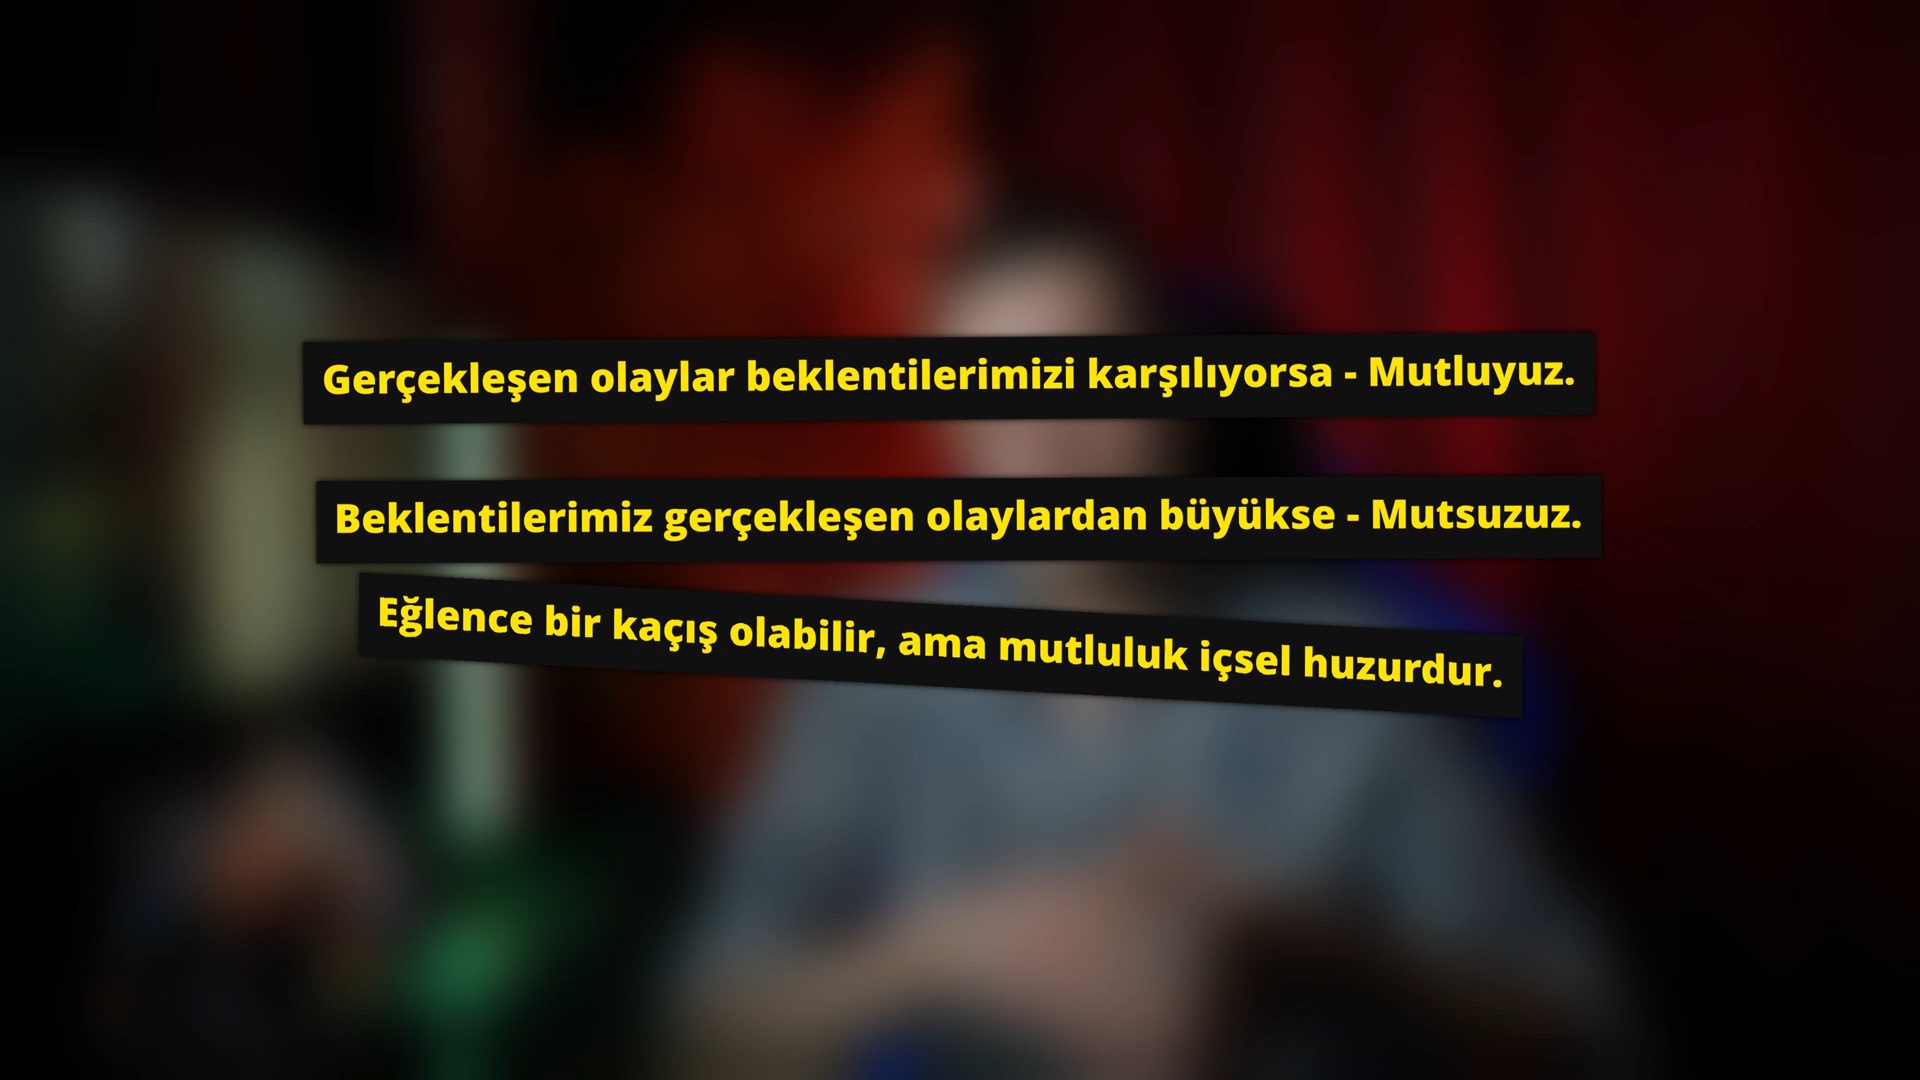 Gerçekleşen olaylar beklentilerimizi karşılıyorsa - Mutluyuz.
Beklentilerimiz gerçekleşen olaylardan büyükse - Mutsuzuz.
Eğlence bir kaçış olabilir, ama mutluluk içsel huzurdur.